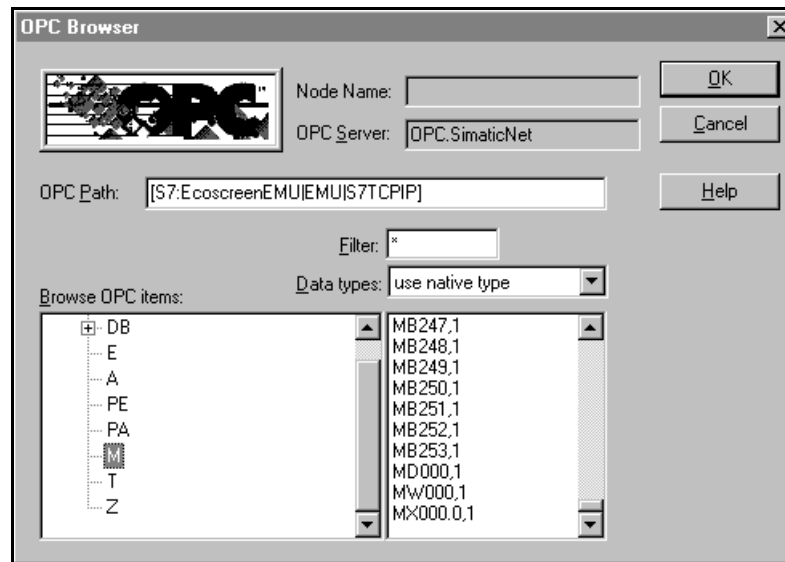 OPC Browser
OPC
Node Name:
OK
OPC Server: OPC.SimaticNet
Cancel
OPC Path: [S7:EcoscreenEMU|EMU|S7TCPIP]
Help
Filter: *
Data types: use native type
Browse OPC items:
DB
E
A
PE
PA
M
T
Z
MB247,1
MB248,1
MB249,1
MB250,1
MB251,1
MB252,1
MB253,1
MD000,1
MW000,1
MX000.0,1